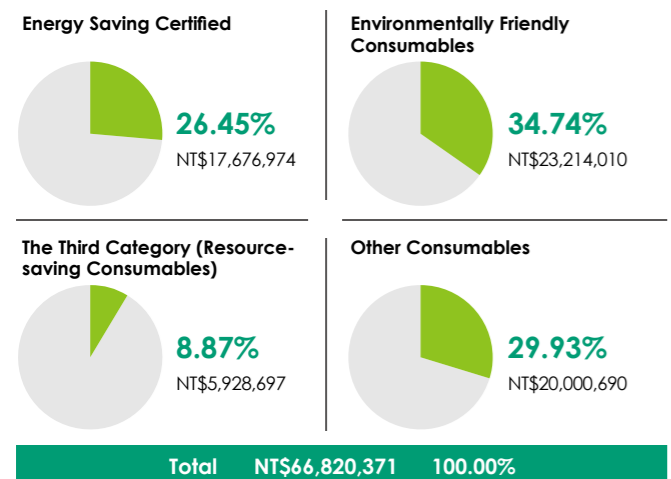 Energy Saving Certified
26.45%
NT$17,676,974
Environmentally Friendly
Consumables
34.74%
NT$23,214,010
The Third Category (Resource-
saving Consumables)
8.87%
NT$5,928,697
Other Consumables
29.93%
NT$20,000,690
Total NT$66,820,371 100.00%